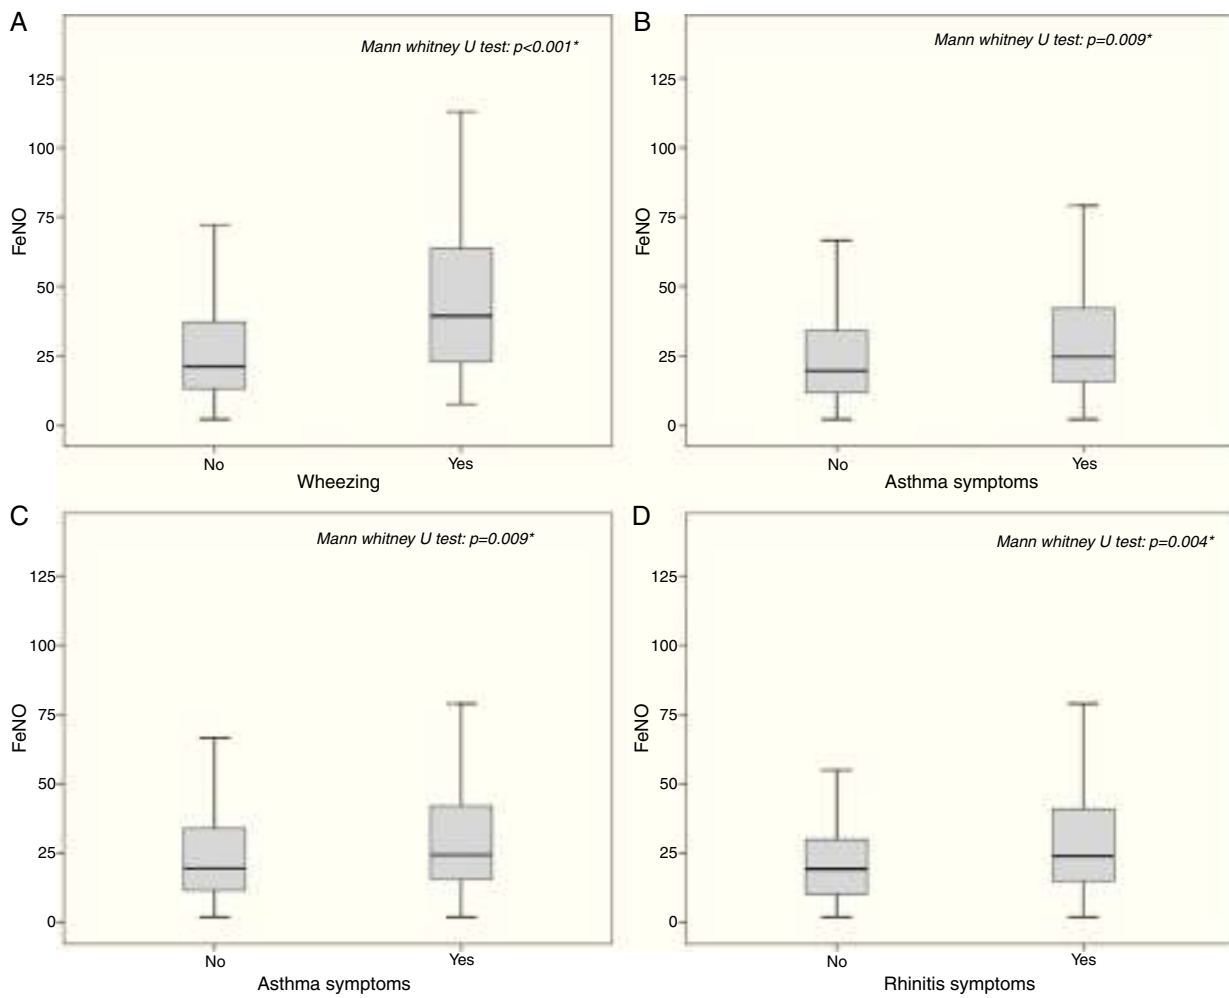 A
Mann whitney U test: p<0.001*
125
100
75
50
25
0
FeNO
No
Yes
Wheezing
B
Mann whitney U test: p=0.009*
125
100
75
50
25
0
FeNO
No
Yes
Asthma symptoms
C
Mann whitney U test: p=0.009*
125
100
75
50
25
0
FeNO
No
Yes
Asthma symptoms
D
Mann whitney U test: p=0.004*
125
100
75
50
25
0
FeNO
No
Yes
Rhinitis symptoms